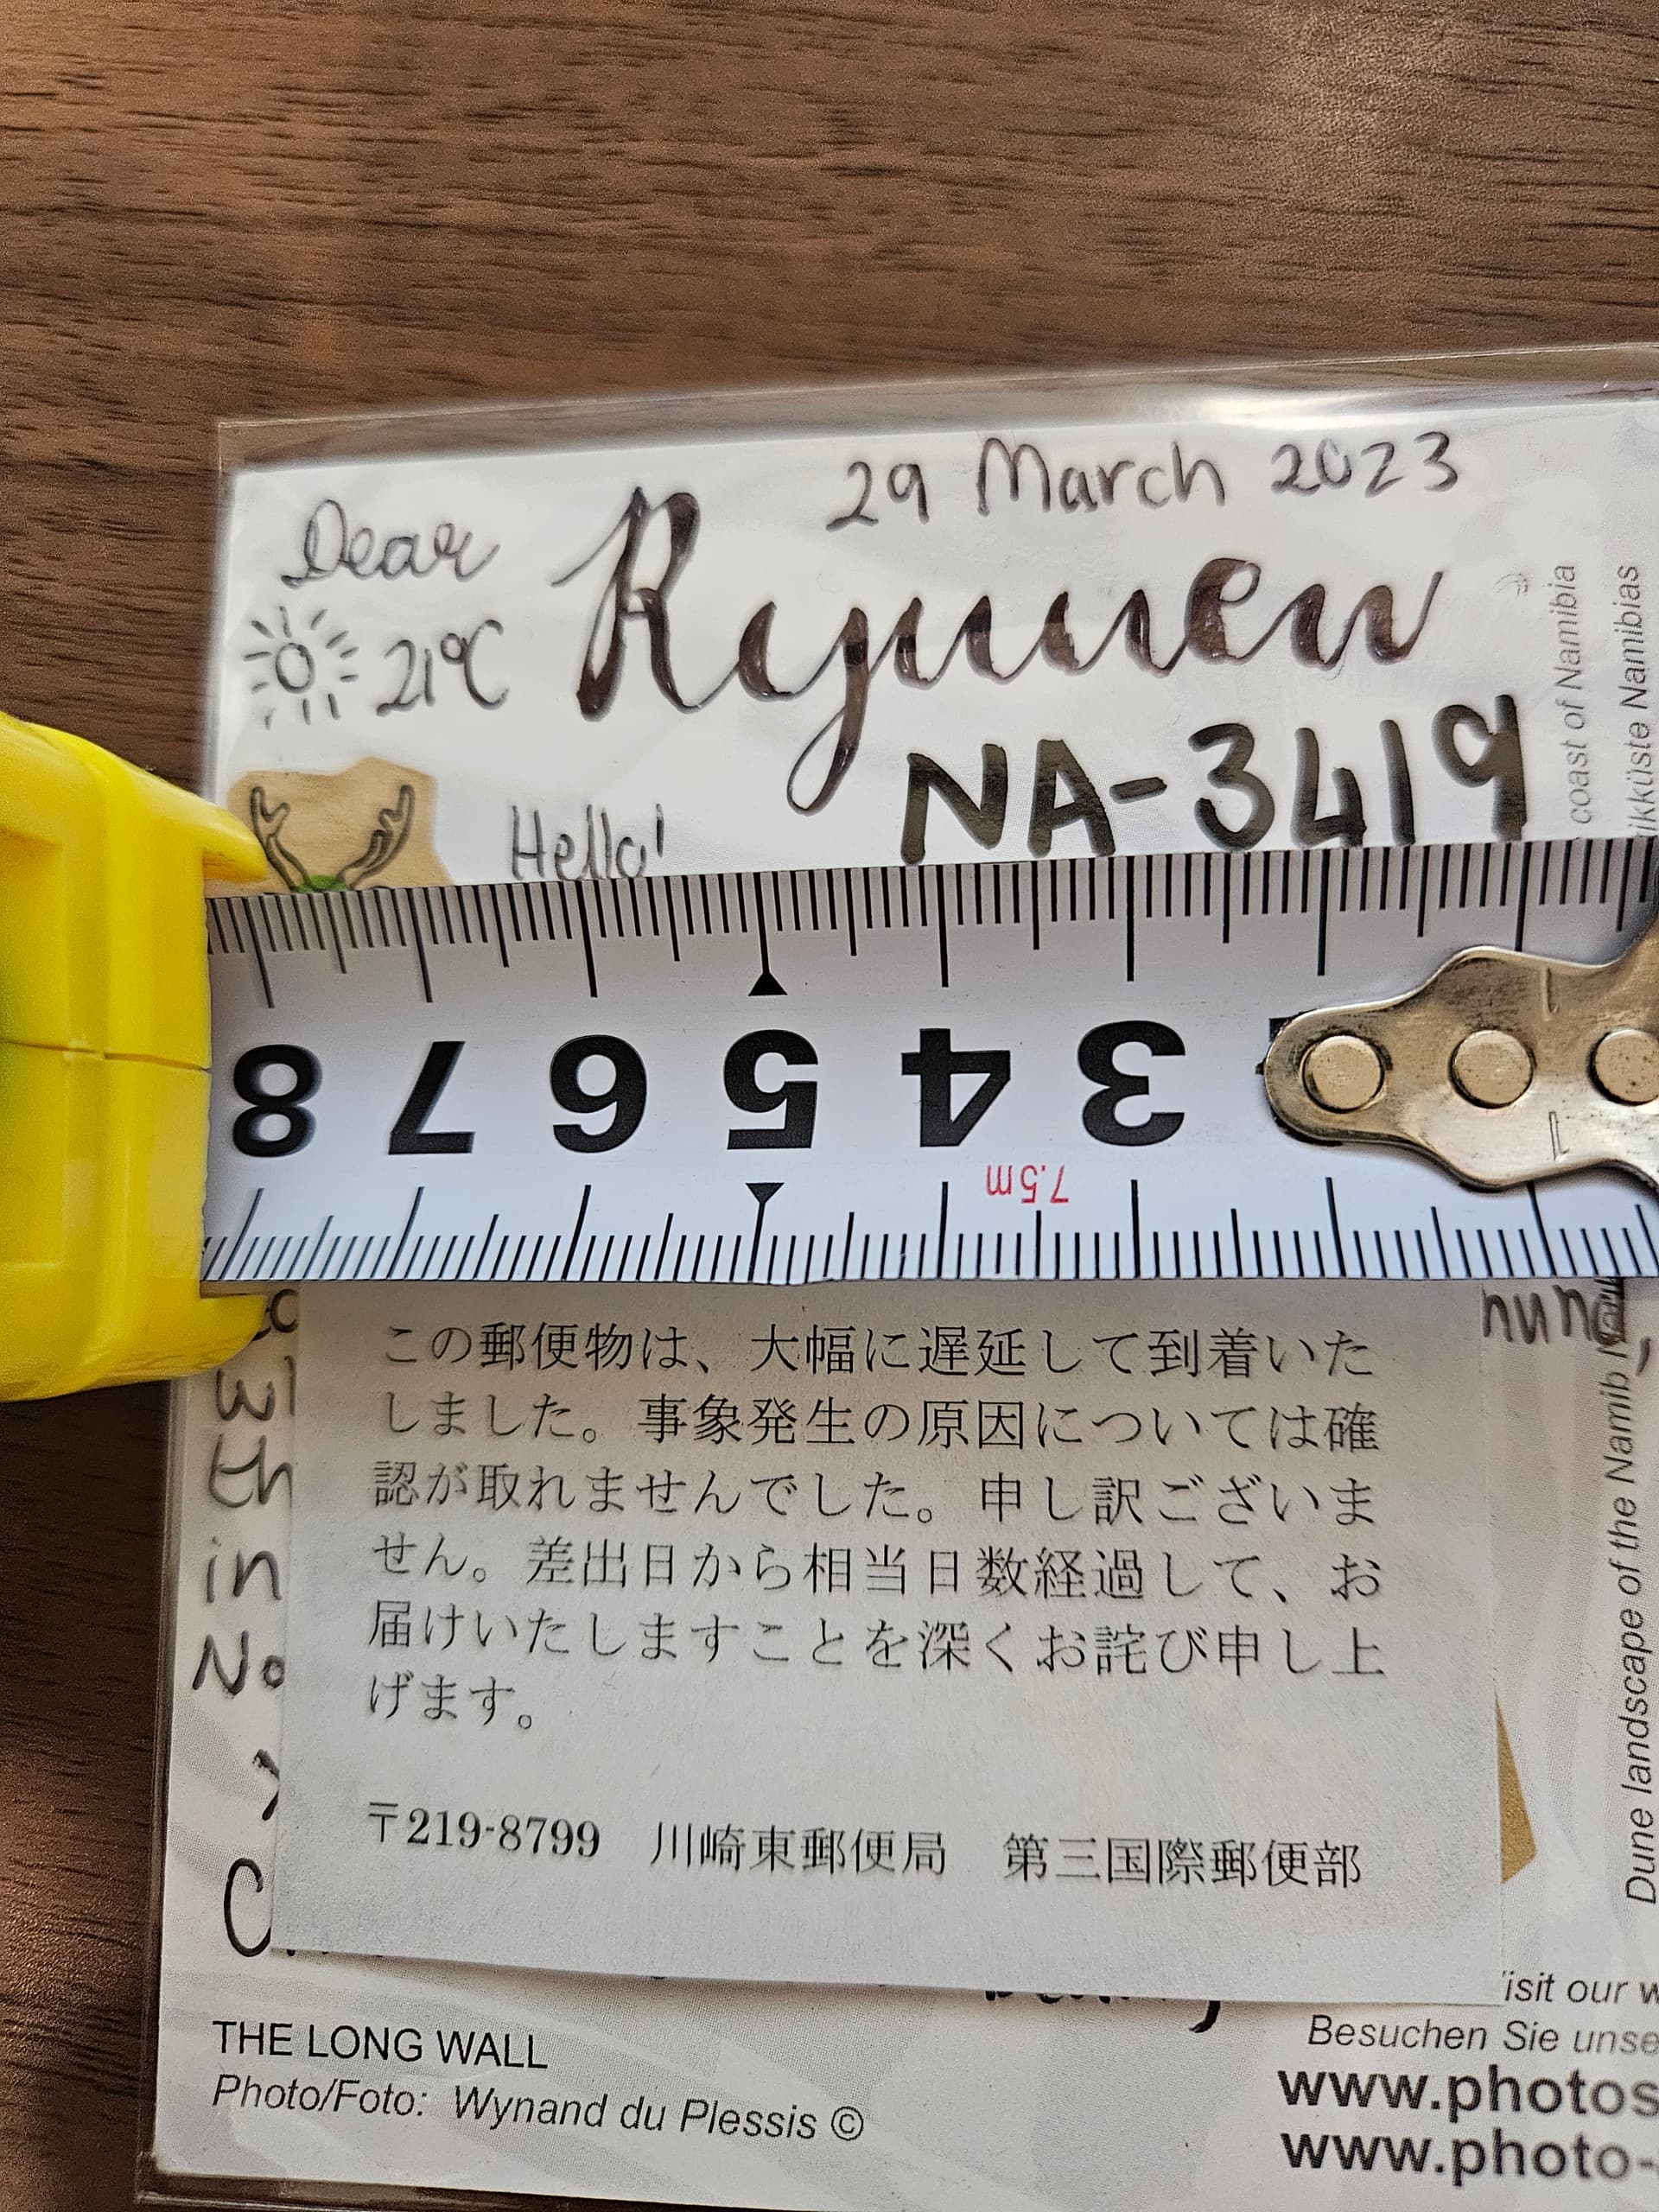 29 March 2023
Dear Ryuuen
21°C
NA-3419
Hello!
coast of Namibia
küste Namibias
8 7 6 5 4 3
7.5m
1
この郵便物は、大幅に遅延して到着いた
しました。事象発生の原因については確
認が取れませんでした。申し訳ございま
せん。差出日から相当日数経過して、お
届けいたしますことを深くお詫び申し上
げます。
〒219-8799 川崎東郵便局 第三国際郵便部
th
in
Dune landscape of the Namib
THE LONG WALL
Photo/Foto: Wynand du Plessis ©
isit our w
Besuchen Sie unse
www.photos
www.photo-